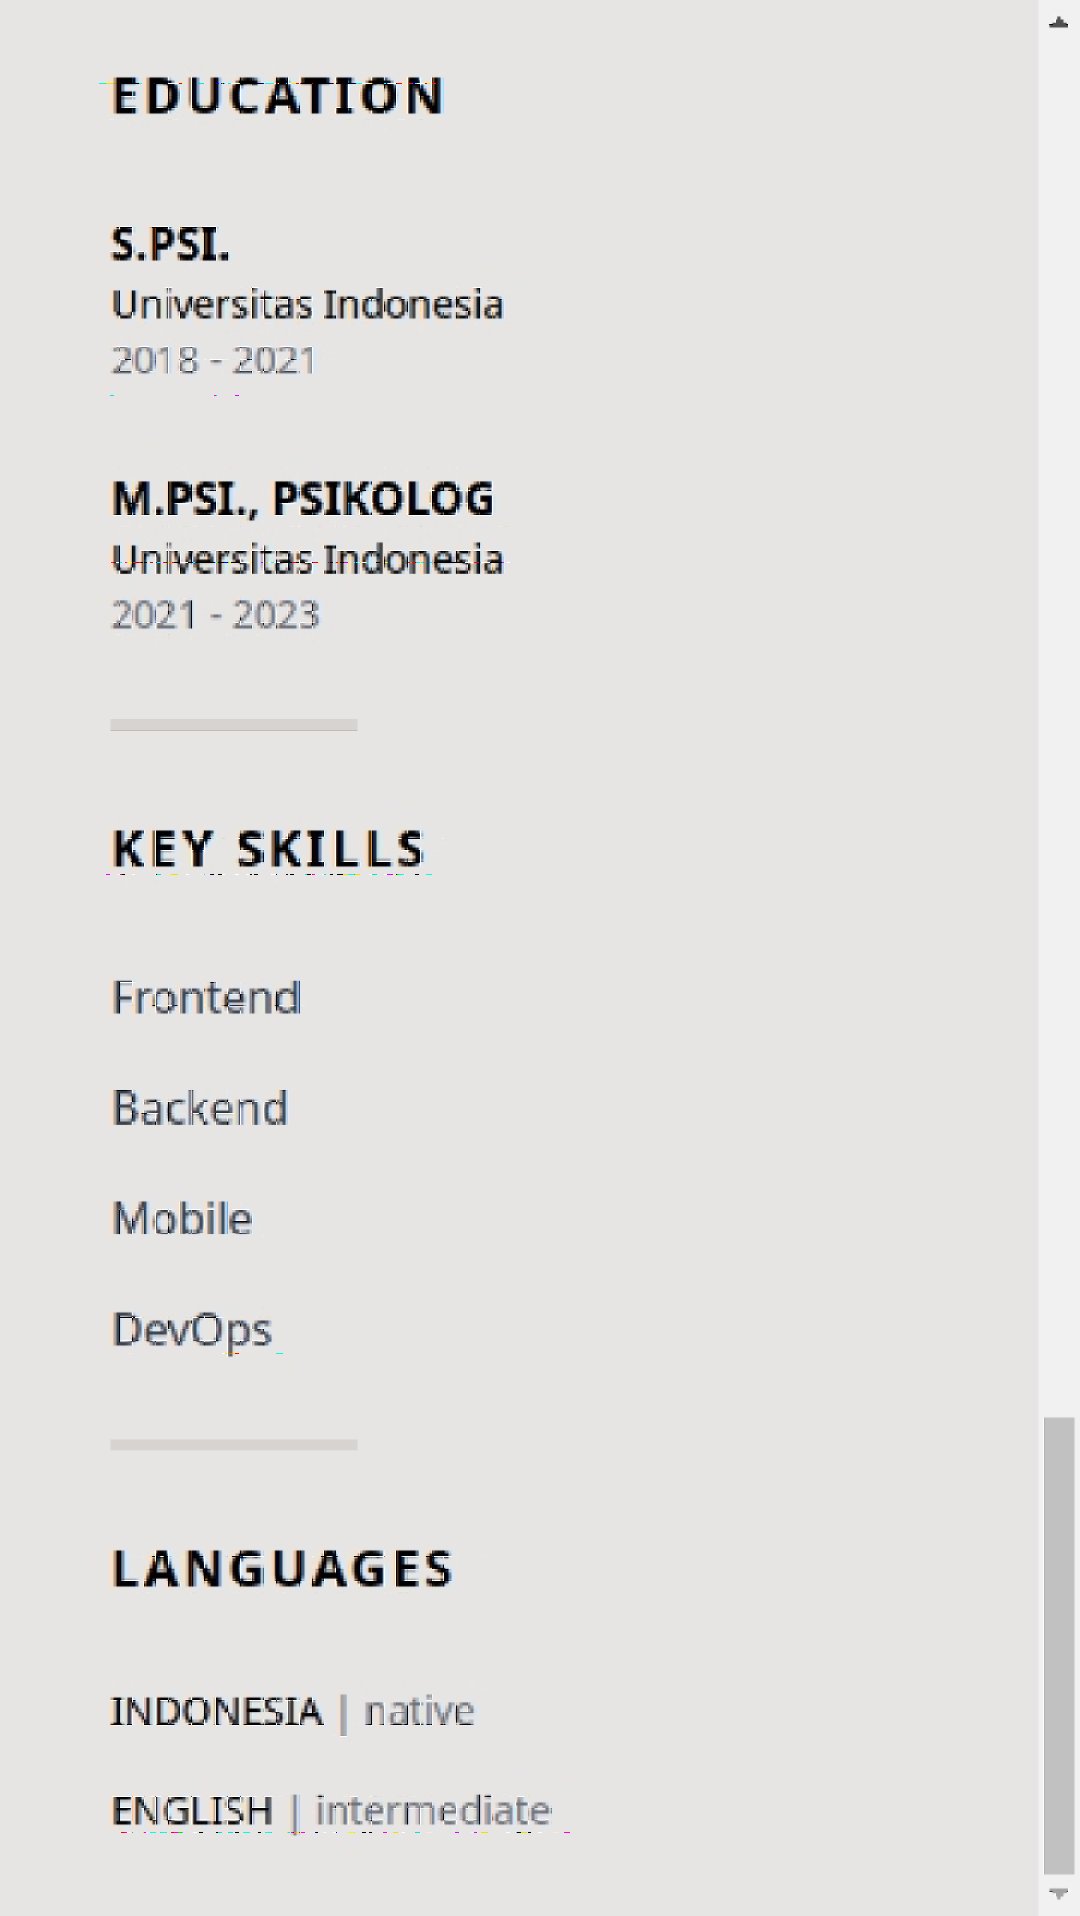 EDUCATION
S.PSI.
Universitas Indonesia
2018 - 2021
M.PSI., PSIKOLOG
Universitas Indonesia
2021 - 2023
KEY SKILLS
Frontend
Backend
Mobile
DevOps
LANGUAGES
INDONESIA | native
ENGLISH | intermediate